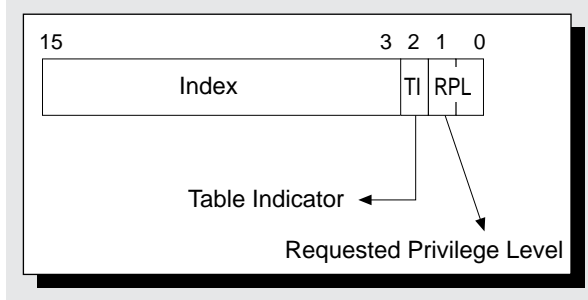 15 3 2 1 0
Index TI RPL
Table Indicator
Requested Privilege Level